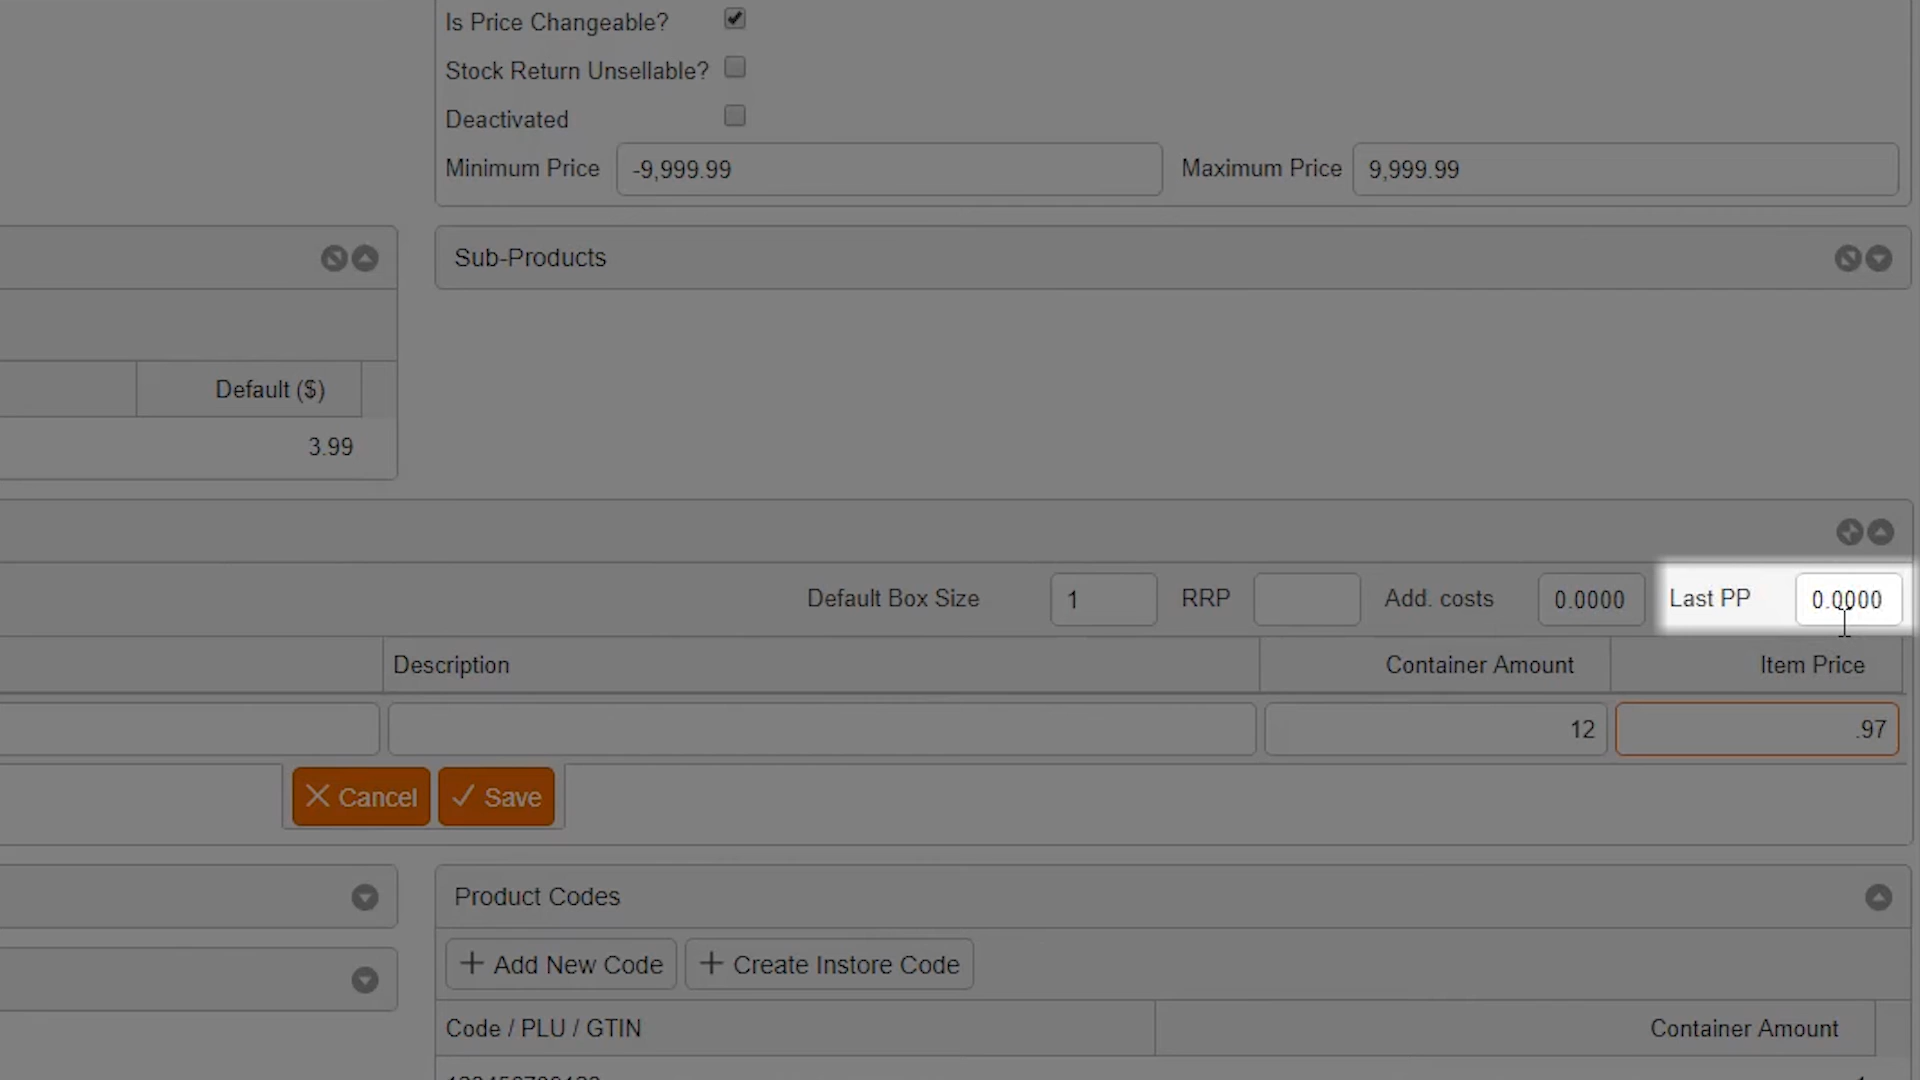 Is Price Changeable?
Stock Return Unsellable?
Deactivated
Minimum Price -9,999.99 Maximum Price 9,999.99
Sub-Products
Default ($)
3.99
Default Box Size 1 RRP Add. costs 0.0000 Last PP 0.0000
Description Container Amount Item Price
12 .97
Cancel Save
Product Codes
+ Add New Code + Create Instore Code
Code / PLU / GTIN Container Amount